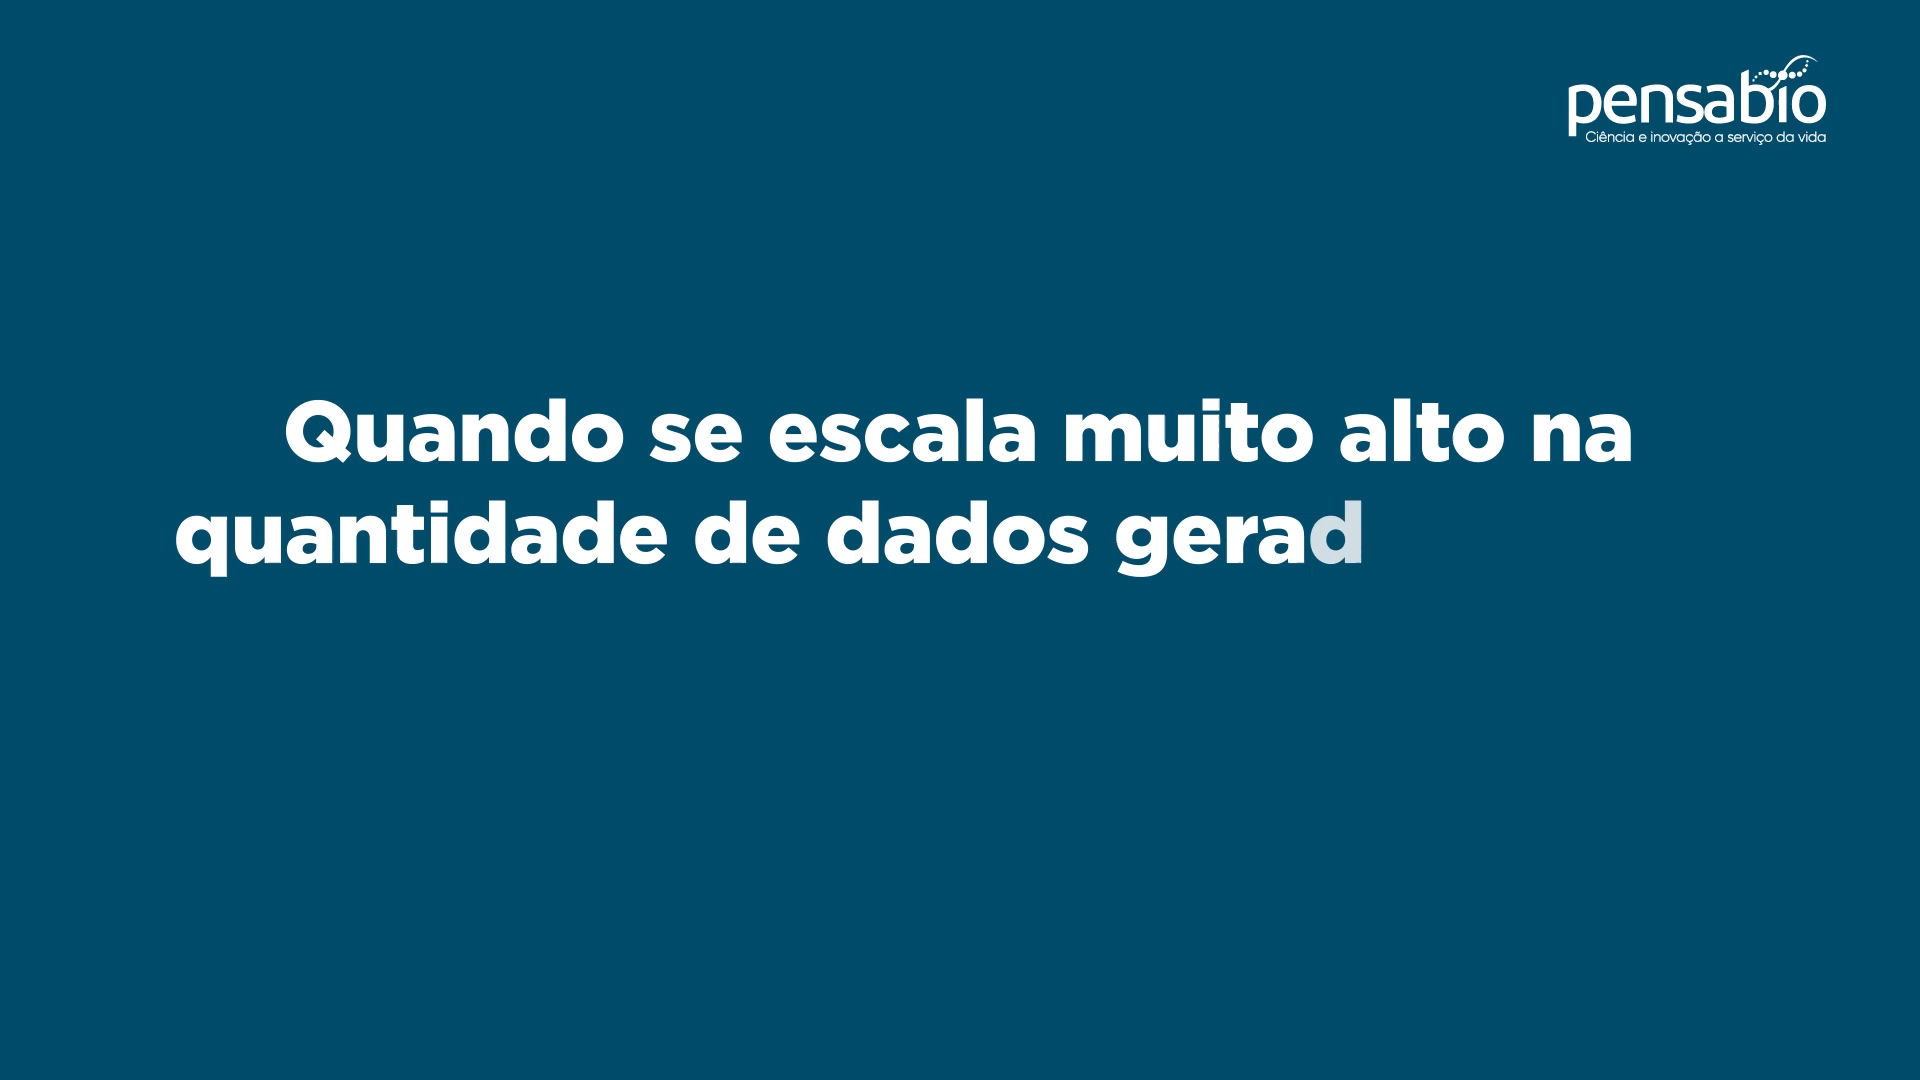 pensabio
Ciência e inovação a serviço da vida
Quando se escala muito alto na
quantidade de dados gerad